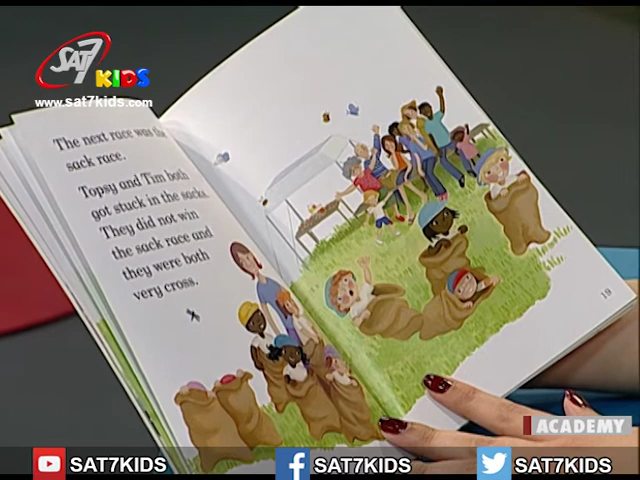 SAT7
KIDS
www.sat7kids.com
The next race was the
sack race.
Topsy and Tim both
got stuck in the sacks.
They did not win
the sack race and
they were both
very cross.
19
ACADEMY
SAT7KIDS
SAT7KIDS
SAT7KIDS